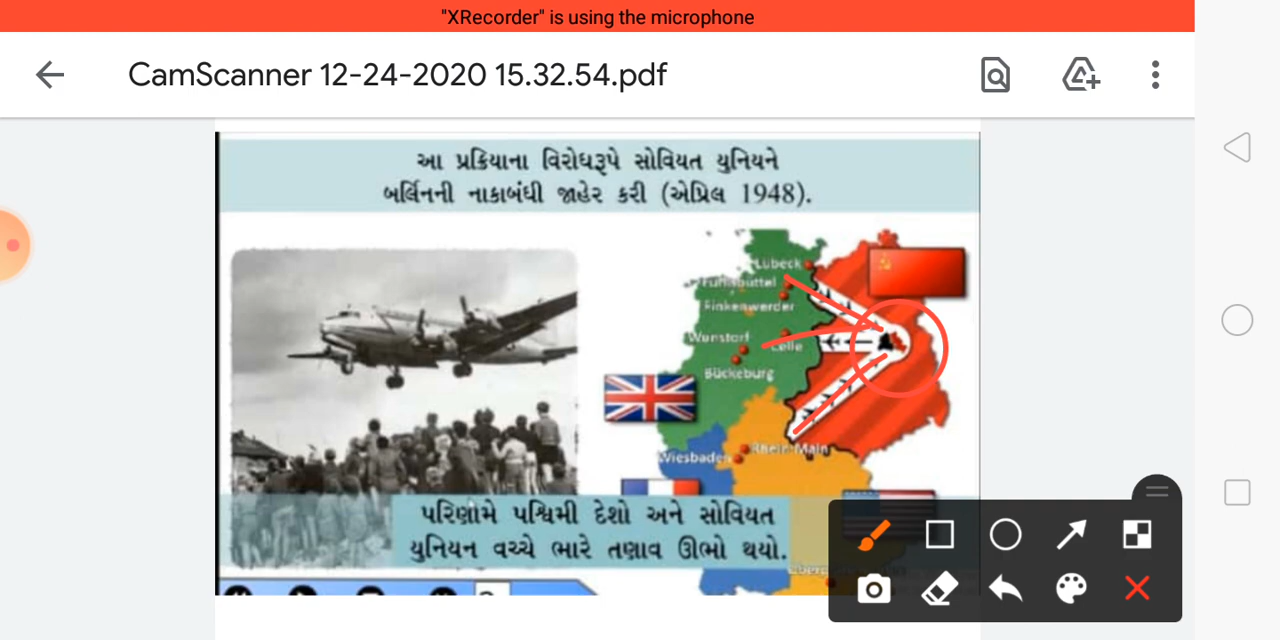 "XRecorder" is using the microphone
CamScanner 12-24-2020 15.32.54.pdf
આ પ્રક્રિયાના વિરોધરૂપે સોવિયત યુનિયને
બર્લિનની નાકાબંધી જાહેર કરી (એપ્રિલ 1948).
Lübeck
Fuhlsbüttel
Finkenwerder
Wunstorf
Celle
Bückeburg
Rhein-Main
Wiesbaden
પરિણામે પશ્ચિમી દેશો અને સોવિયત
યુનિયન વચ્ચે ભારે તણાવ ઊભો થયો.